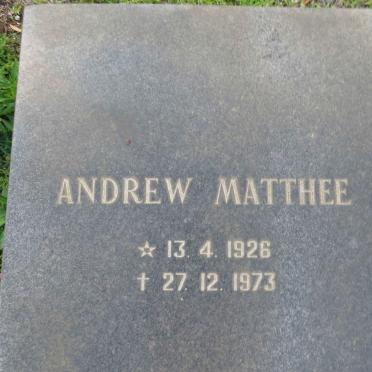 ANDREW MATTHEE
☆ 13. 4. 1926
† 27. 12. 1973